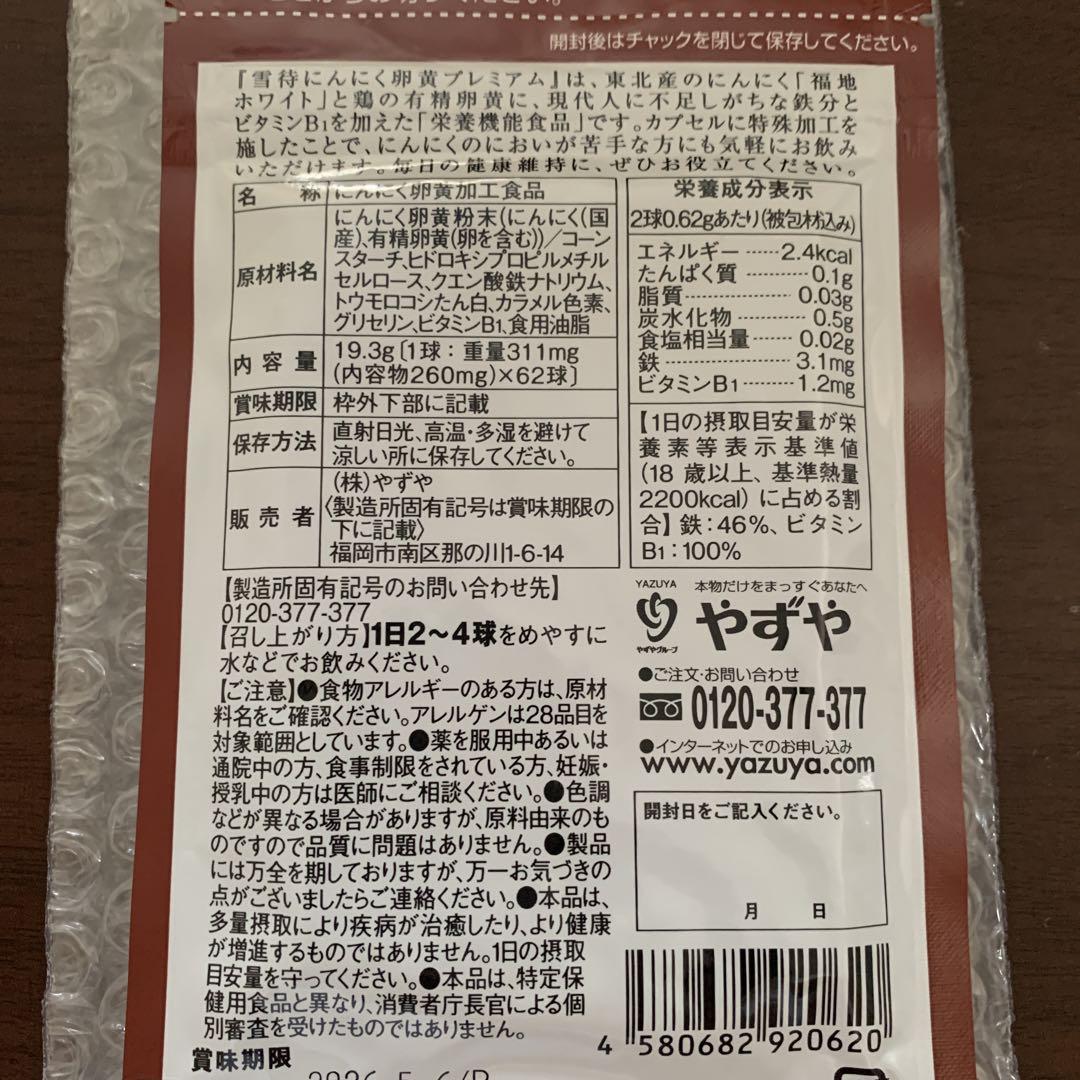 開封後はチャックを閉じて保存してください。
『雪待にんにく卵黄プレミアム』は、東北産のにんにく「福地
ホワイト」と鶏の有精卵黄に、現代人に不足しがちな鉄分と
ビタミンB1を加えた「栄養機能食品」です。カプセルに特殊加工を
施したことで、にんにくのにおいが苦手な方にも気軽にお飲み
いただけます。毎日の健康維持に、ぜひお役立てください。
名称 にんにく卵黄加工食品
原材料名
にんにく卵黄粉末(にんにく(国
産)、有精卵黄(卵を含む))/コーン
スターチ、ヒドロキシプロピルメチル
セルロース、クエン酸鉄ナトリウム、
トウモロコシたん白、カラメル色素、
グリセリン、ビタミンB1、食用油脂
内容量
19.3g〔1球:重量311mg
(内容物260mg)×62球〕
賞味期限 枠外下部に記載
保存方法
直射日光、高温・多湿を避けて
涼しい所に保存してください。
販売者
(株)やずや
〈製造所固有記号は賞味期限の
下に記載〉
福岡市南区那の川1-6-14
栄養成分表示
2球0.62gあたり(被包材込み)
エネルギー……2.4kcal
たんぱく質……0.1g
脂質……0.03g
炭水化物……0.5g
食塩相当量……0.02g
鉄……3.1mg
ビタミンB1……1.2mg
【1日の摂取目安量が栄
養素等表示基準値
(18歳以上、基準熱量
2200kcal)に占める割
合】鉄:46%、ビタミン
B1:100%
【製造所固有記号のお問い合わせ先】
0120-377-377
【召し上がり方】1日2〜4球をめやすに
水などでお飲みください。
【ご注意】●食物アレルギーのある方は、原材
料名をご確認ください。アレルゲンは28品目を
対象範囲としています。●薬を服用中あるいは
通院中の方、食事制限をされている方、妊娠・
授乳中の方は医師にご相談ください。●色調
などが異なる場合がありますが、原料由来のも
のですので品質に問題はありません。●製品
には万全を期しておりますが、万一お気づきの
点がございましたらご連絡ください。●本品は、
多量摂取により疾病が治癒したり、より健康
が増進するものではありません。1日の摂取
目安量を守ってください。●本品は、特定保
健用食品と異なり、消費者庁長官による個
別審査を受けたものではありません。
賞味期限
YAZUYA
やずやグループ
本物だけをまっすぐあなたへ
やずや
●ご注文・お問い合わせ
0120-377-377
●インターネットでのお申し込み
www.yazuya.com
開封日をご記入ください。
月 日
4 580682 920620